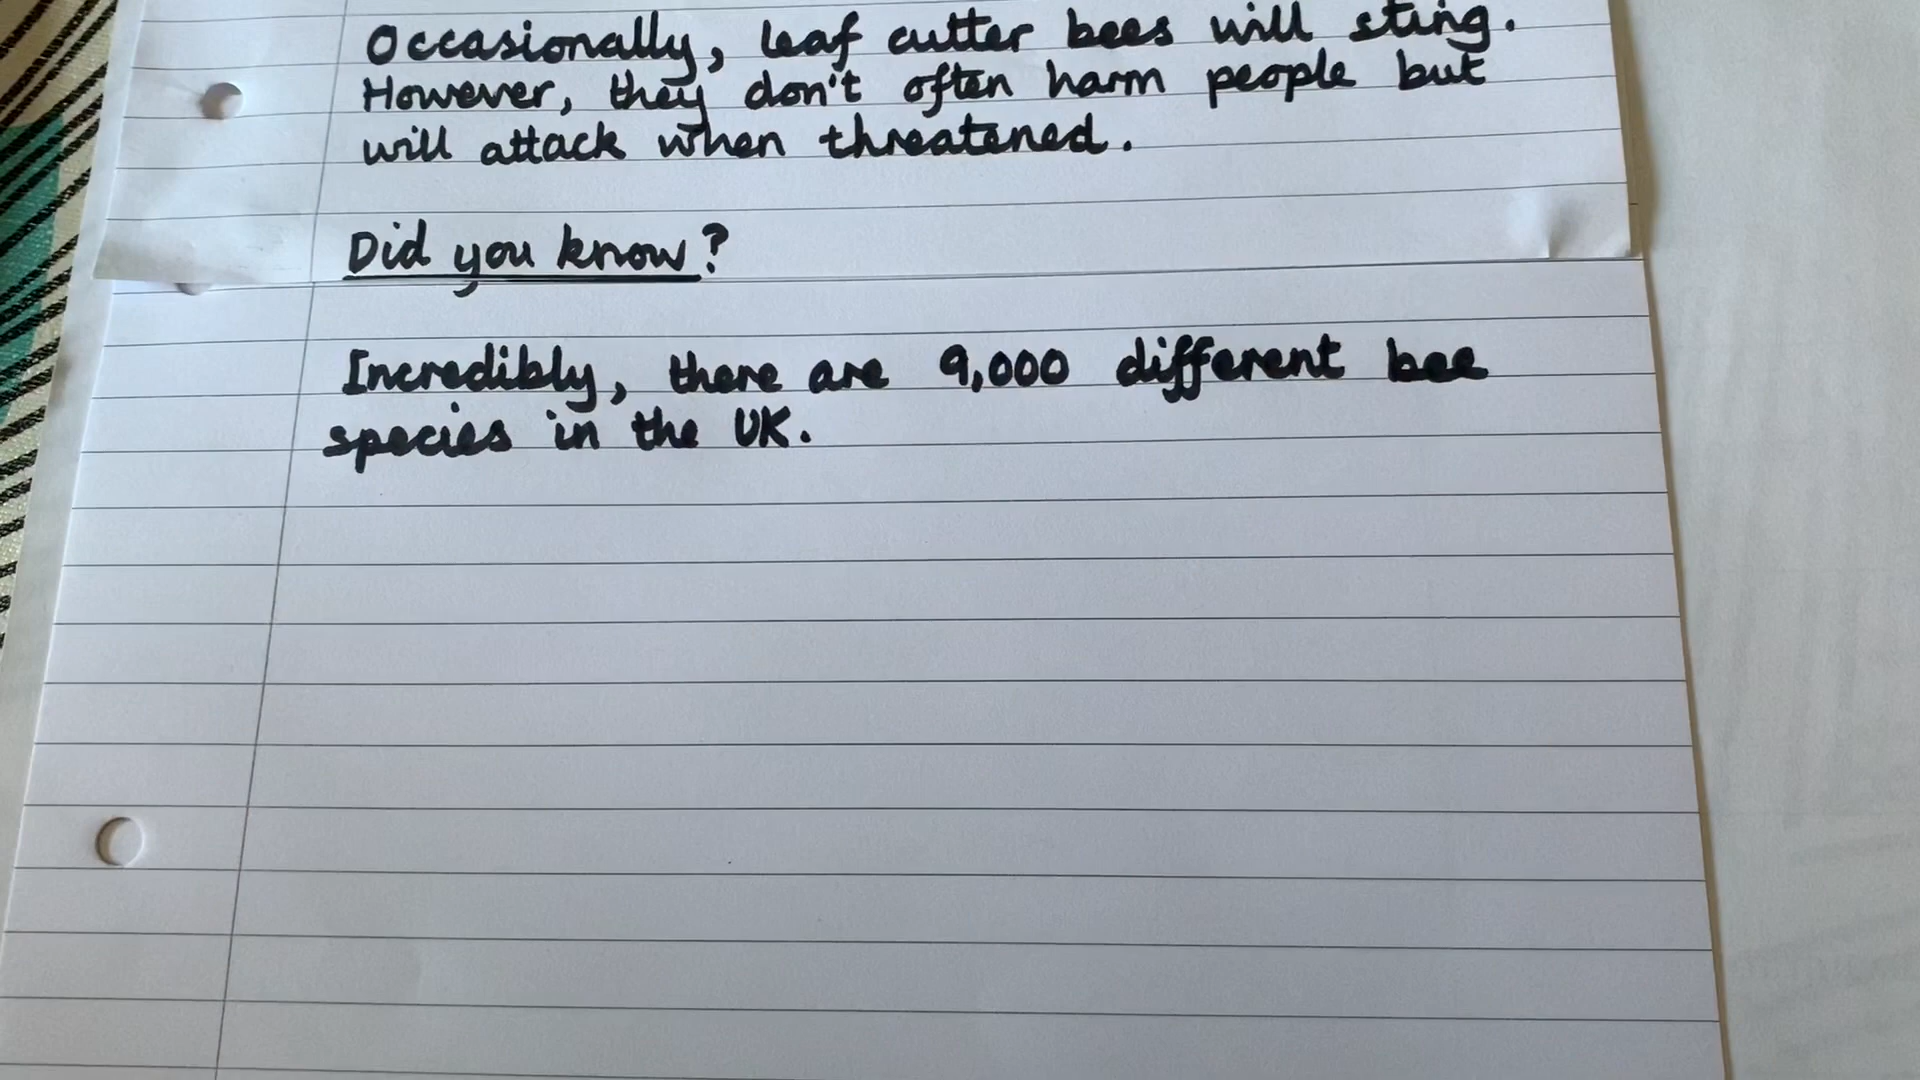 Occasionally, leaf cutter bees will sting.
However, they don't often harm people but
will attack when threatened.
Did you know?
Incredibly, there are 9,000 different bee
species in the UK.